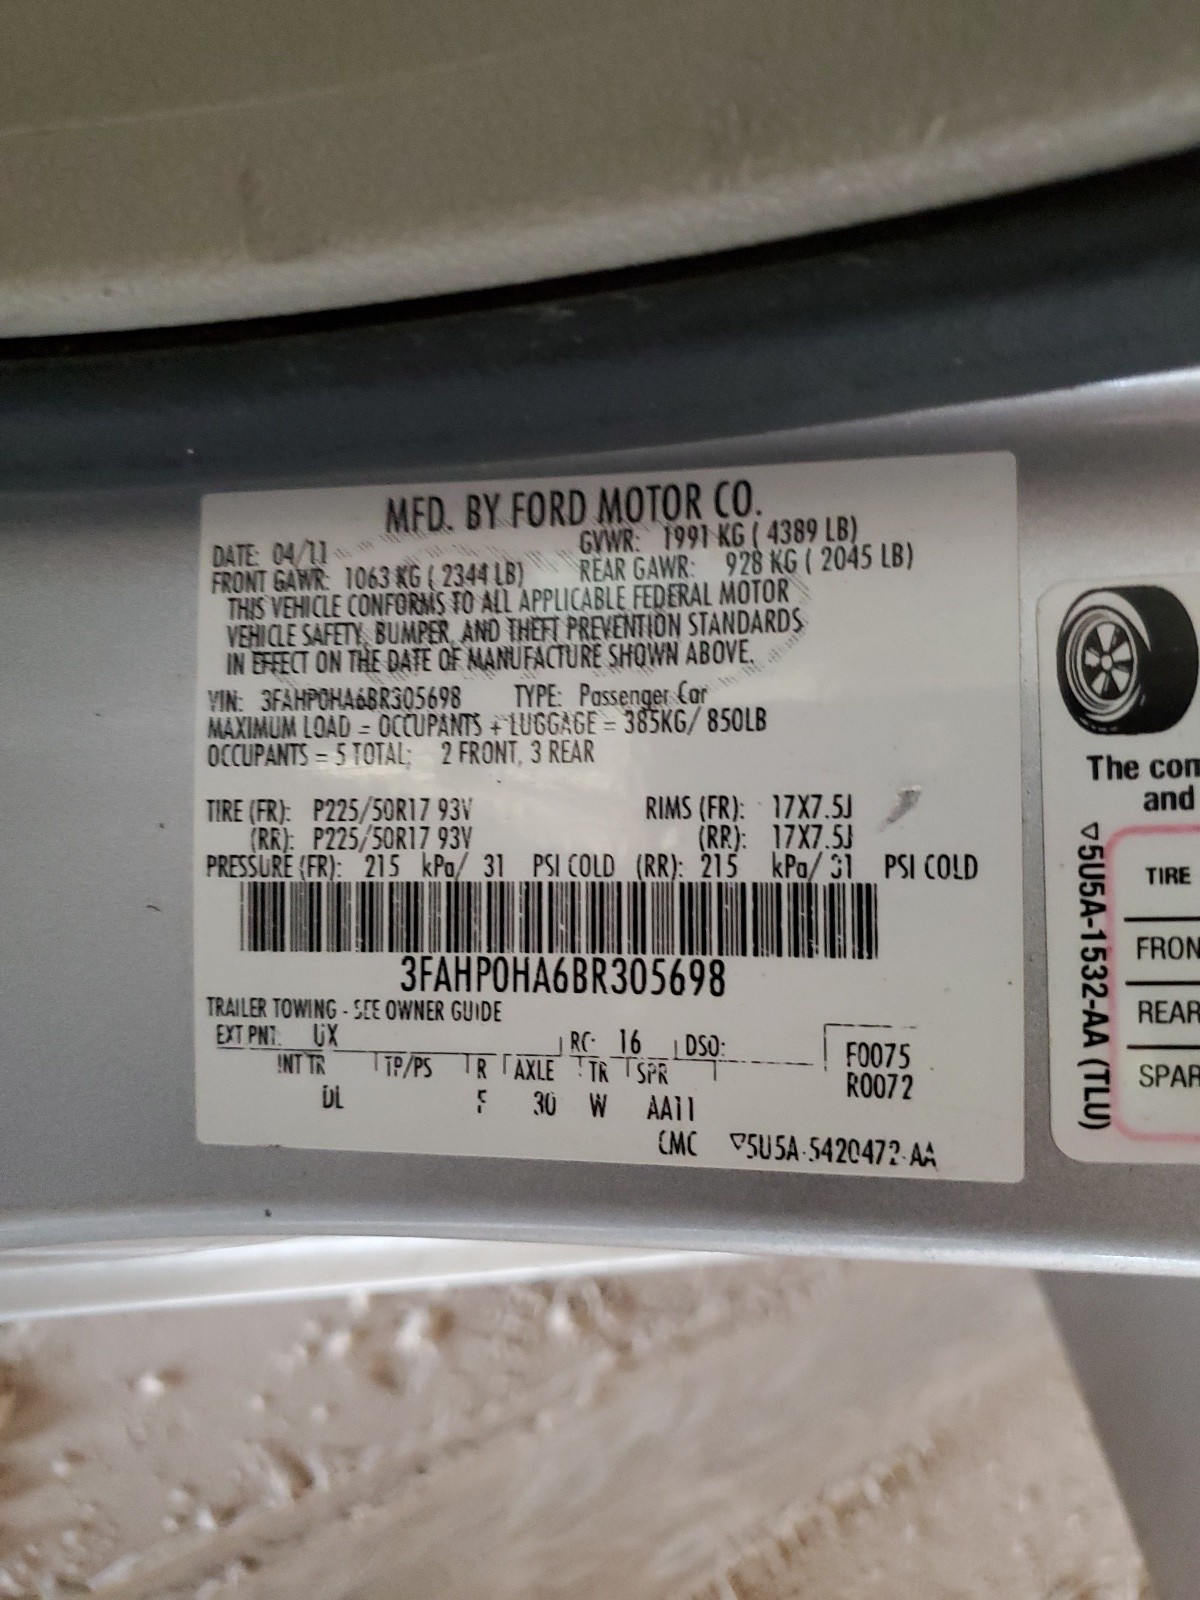 MFD. BY FORD MOTOR CO.
DATE: 04/11 GVWR: 1991 KG ( 4389 LB)
FRONT GAWR: 1063 KG ( 2344 LB) REAR GAWR: 928 KG ( 2045 LB)
THIS VEHICLE CONFORMS TO ALL APPLICABLE FEDERAL MOTOR
VEHICLE SAFETY, BUMPER, AND THEFT PREVENTION STANDARDS
IN EFFECT ON THE DATE OF MANUFACTURE SHOWN ABOVE.
VIN: 3FAHP0HA6BR305698 TYPE: Passenger Car
MAXIMUM LOAD = OCCUPANTS + LUGGAGE = 385KG/ 850LB
OCCUPANTS = 5 TOTAL; 2 FRONT, 3 REAR
TIRE (FR): P225/50R17 93V RIMS (FR): 17X7.5J
(RR): P225/50R17 93V (RR): 17X7.5J
PRESSURE (FR): 215 kPa/ 31 PSI COLD (RR): 215 kPa/ 31 PSI COLD
3FAHP0HA6BR305698
TRAILER TOWING - SEE OWNER GUIDE
EXT PNT: UX RC: 16 DSO:
F0075
R0072
INT TR TP/PS R AXLE TR SPR
DL F 30 W AA11
CMC ▽5U5A-5420472-AA
The com
and
▽5U5A-1532-AA (TLU)
TIRE
FRON
REAR
SPAR